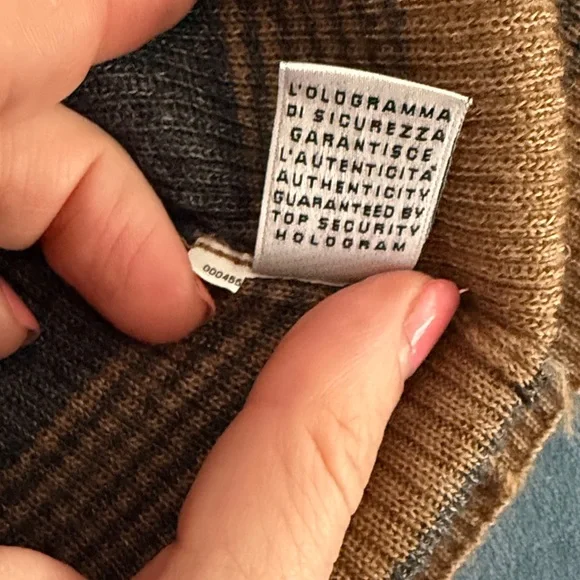 L'OLOGRAMMA
DI SICUREZZA
GARANTISCE
L'AUTENTICITA'
AUTHENTICITY
GUARANTEED BY
TOP SECURITY
HOLOGRAM